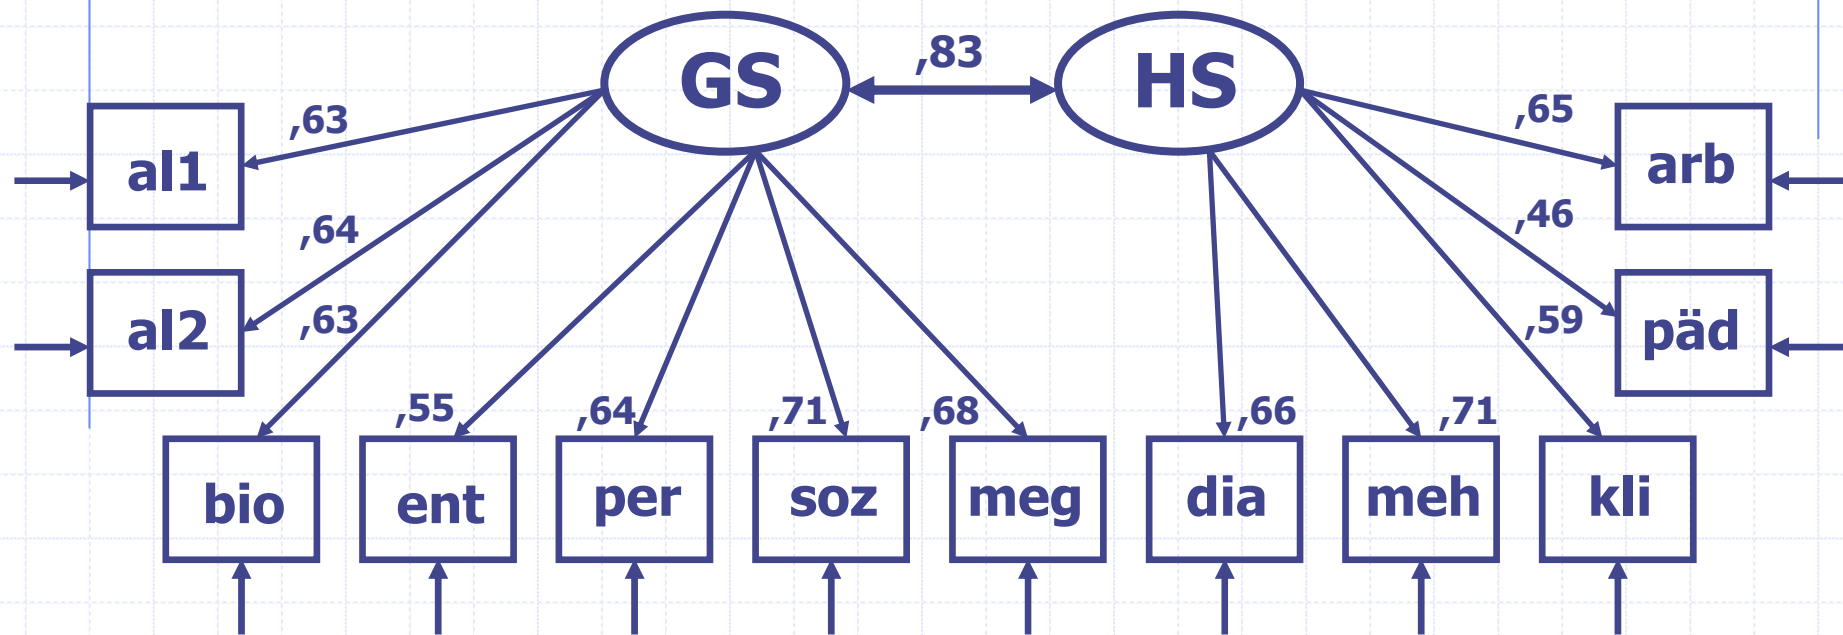 GS
,83
HS
,63
,65
al1
arb
,64
,46
al2
,63
,59
päd
,55
,64
,71
,68
,66
,71
bio
ent
per
soz
meg
dia
meh
kli